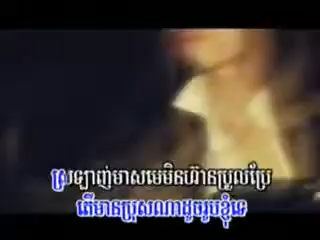 ស្រឡាញ់មាសមេមិនហ៊ានប្រួលប្រែ
តើមានប្រុសណាដូចរូបខ្ញុំទេ